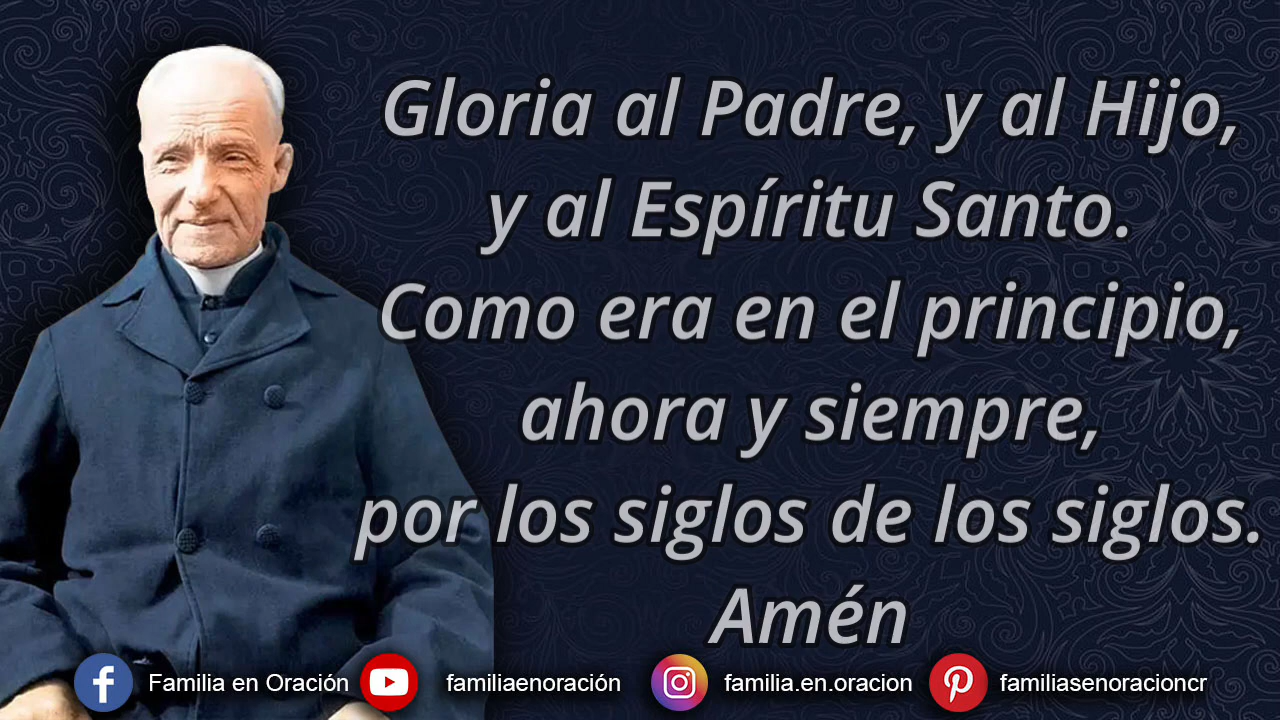 Gloria al Padre, y al Hijo,
y al Espíritu Santo.
Como era en el principio,
ahora y siempre,
por los siglos de los siglos.
Amén
Familia en Oración
familiaenoración
familia.en.oracion
familiasenoracioncr